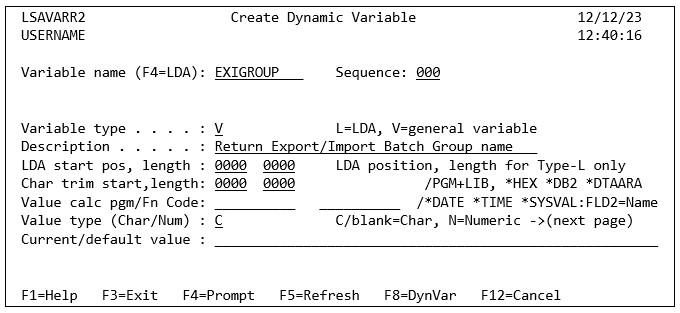 LSAVARR2 Create Dynamic Variable 12/12/23
USERNAME 12:40:16
Variable name (F4=LDA): EXIGROUP Sequence: 000
Variable type . . . . : V L=LDA, V=general variable
Description . . . . . : Return Export/Import Batch Group name
LDA start pos, length : 0000 0000 LDA position, length for Type-L only
Char trim start,length: 0000 0000 /PGM+LIB, *HEX *DB2 *DTAARA
Value calc pgm/Fn Code: /*DATE *TIME *SYSVAL:FLD2=Name
Value type (Char/Num) : C C/blank=Char, N=Numeric ->(next page)
Current/default value :
F1=Help F3=Exit F4=Prompt F5=Refresh F8=DynVar F12=Cancel